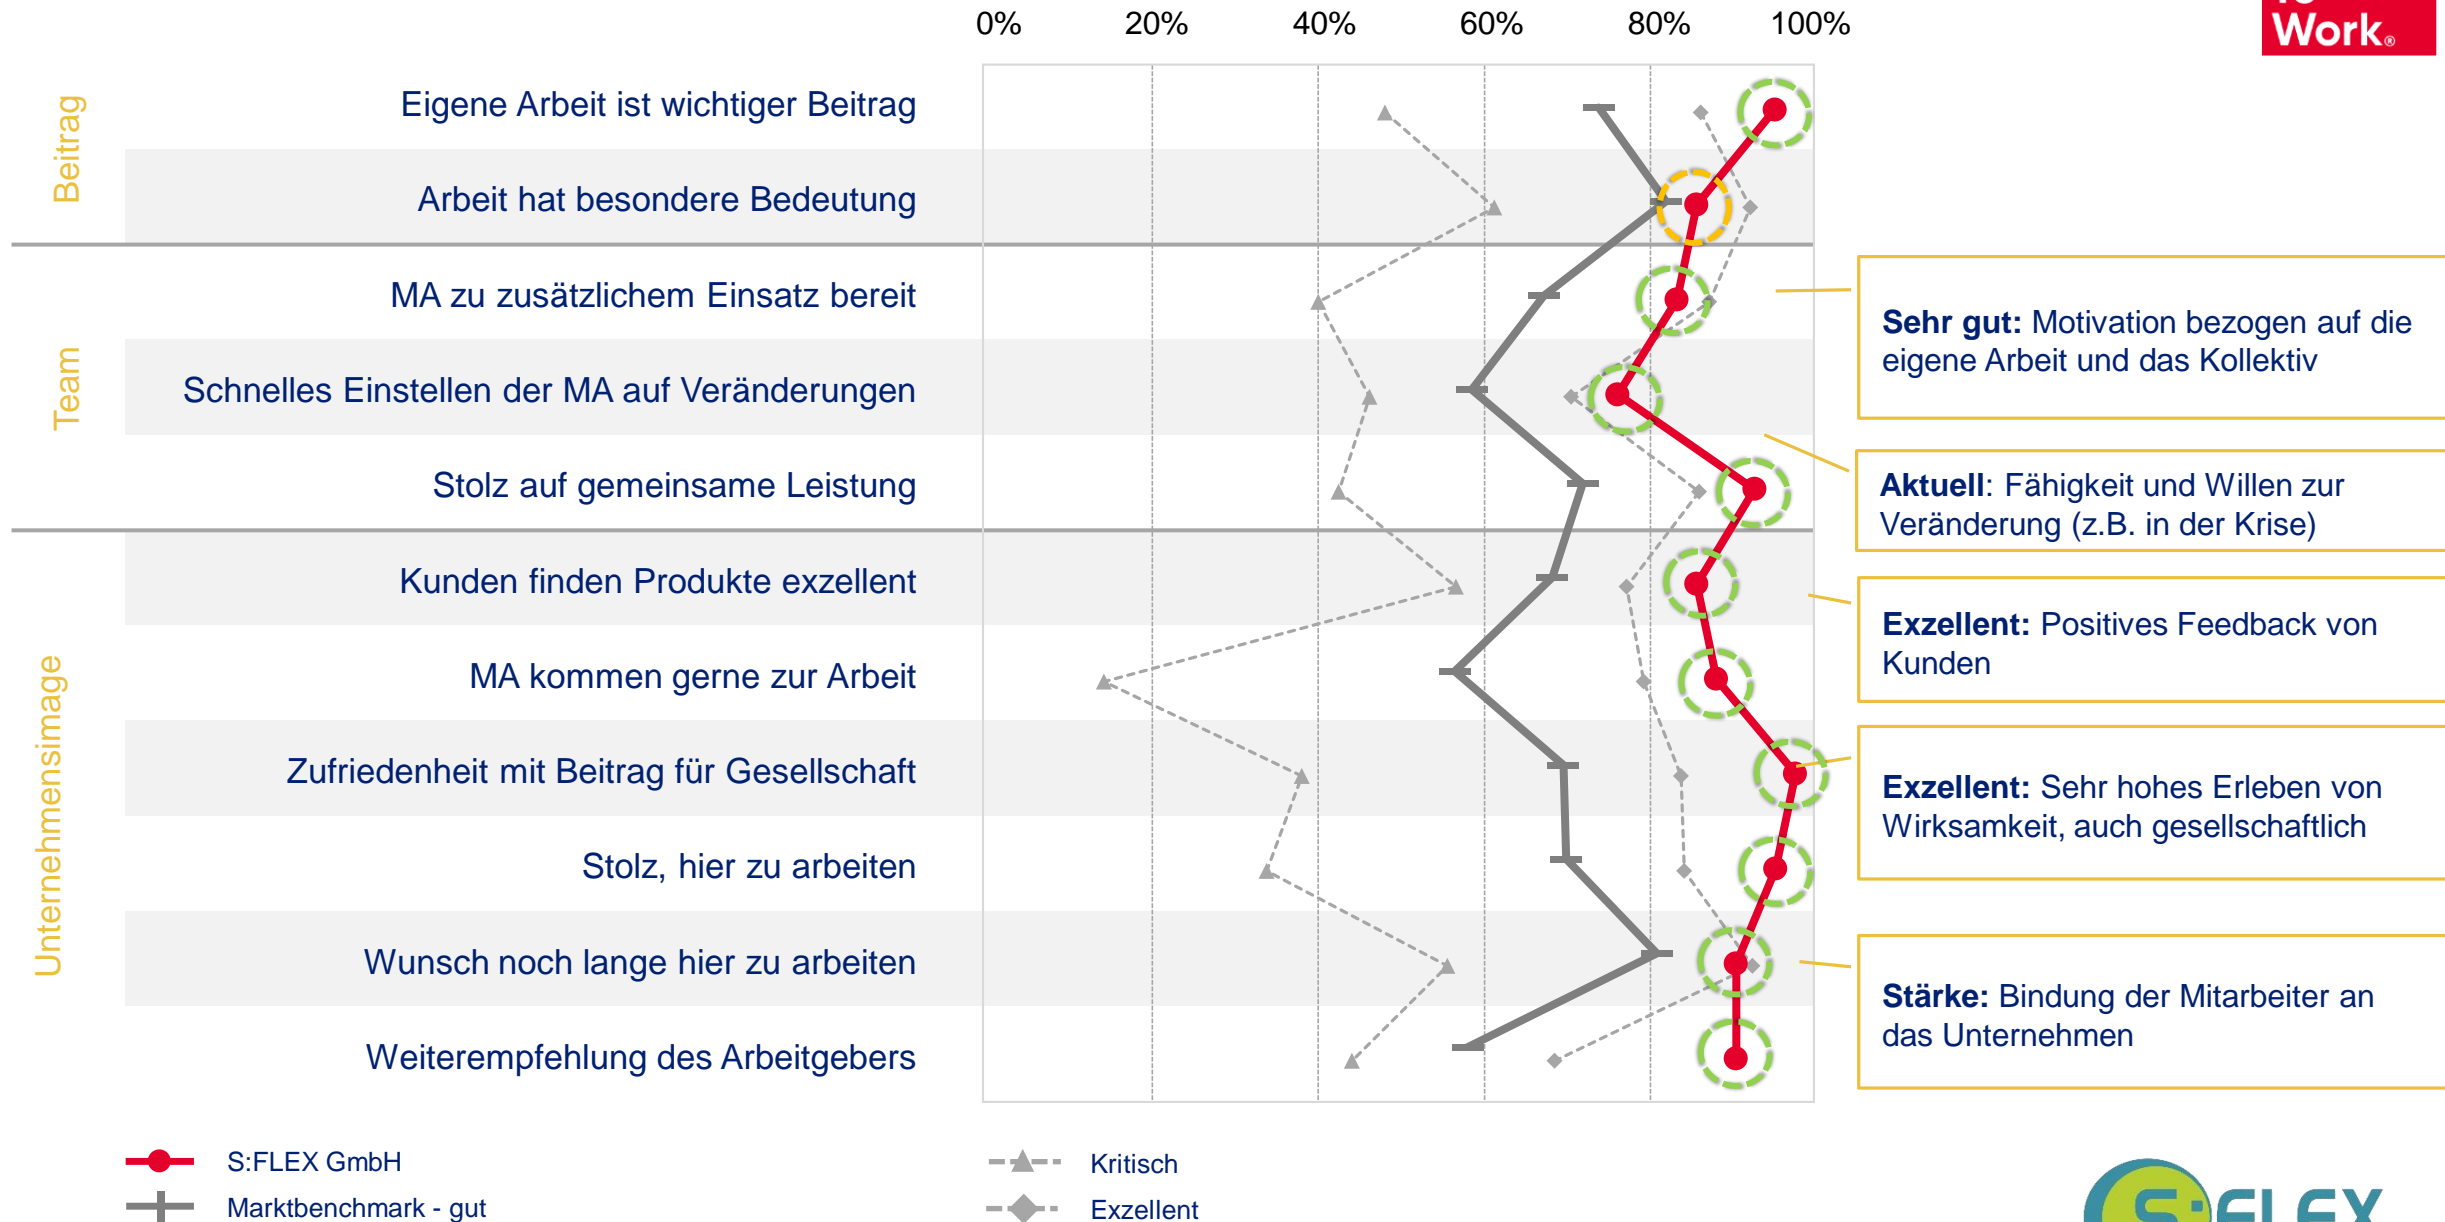 0% 20% 40% 60% 80% 100%
Work®
Beitrag
Eigene Arbeit ist wichtiger Beitrag
Arbeit hat besondere Bedeutung
Team
MA zu zusätzlichem Einsatz bereit
Schnelles Einstellen der MA auf Veränderungen
Stolz auf gemeinsame Leistung
Unternehmensimage
Kunden finden Produkte exzellent
MA kommen gerne zur Arbeit
Zufriedenheit mit Beitrag für Gesellschaft
Stolz, hier zu arbeiten
Wunsch noch lange hier zu arbeiten
Weiterempfehlung des Arbeitgebers
Sehr gut: Motivation bezogen auf die
eigene Arbeit und das Kollektiv
Aktuell: Fähigkeit und Willen zur
Veränderung (z.B. in der Krise)
Exzellent: Positives Feedback von
Kunden
Exzellent: Sehr hohes Erleben von
Wirksamkeit, auch gesellschaftlich
Stärke: Bindung der Mitarbeiter an
das Unternehmen
S:FLEX GmbH
Marktbenchmark - gut
Kritisch
Exzellent
S:FLEX